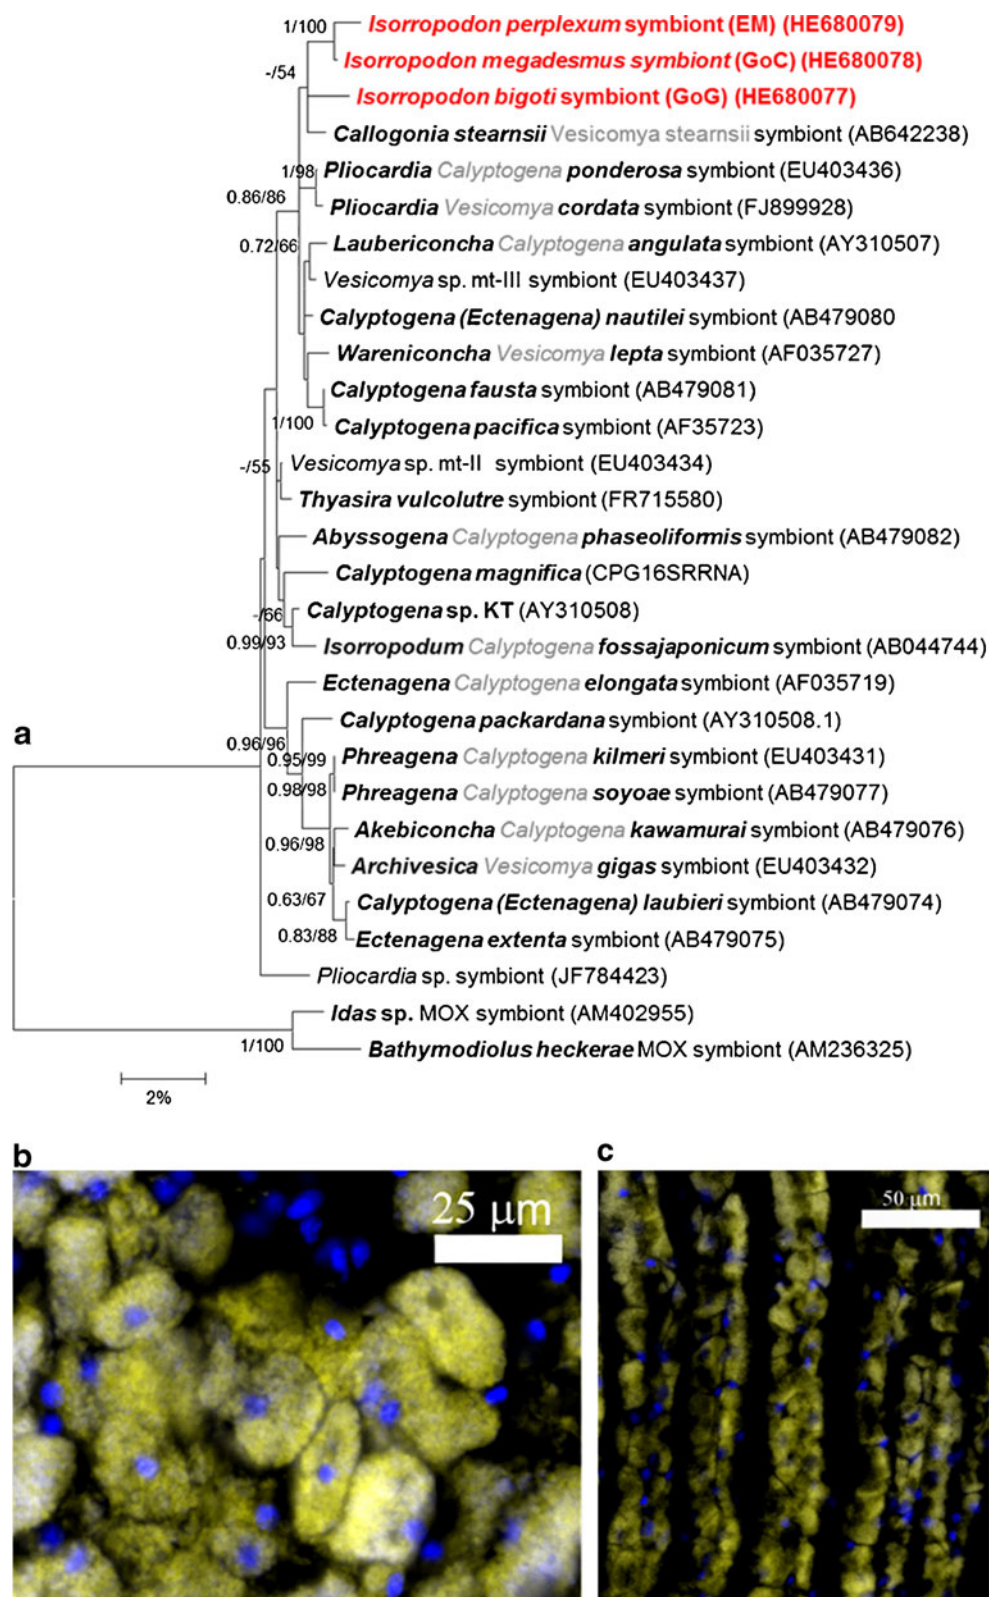 1/100
Isorropodon perplexum symbiont (EM) (HE680079)
Isorropodon megadesmus symbiont (GoC) (HE680078)
-/54
Isorropodon bigoti symbiont (GoG) (HE680077)
Callogonia stearnsii Vesicomya stearnsii symbiont (AB642238)
1/98
Pliocardia Calyptogena ponderosa symbiont (EU403436)
0.86/86
Pliocardia Vesicomya cordata symbiont (FJ899928)
0.72/66
Laubericoncha Calyptogena angulata symbiont (AY310507)
Vesicomya sp. mt-III symbiont (EU403437)
Calyptogena (Ectenagena) nautilei symbiont (AB479080
Wareniconcha Vesicomya lepta symbiont (AF035727)
Calyptogena fausta symbiont (AB479081)
1/100
Calyptogena pacifica symbiont (AF35723)
-/55
Vesicomya sp. mt-II symbiont (EU403434)
Thyasira vulcolutre symbiont (FR715580)
Abyssogena Calyptogena phaseoliformis symbiont (AB479082)
Calyptogena magnifica (CPG16SRRNA)
-/66
Calyptogena sp. KT (AY310508)
0.99/93
Isorropodum Calyptogena fossajaponicum symbiont (AB044744)
Ectenagena Calyptogena elongata symbiont (AF035719)
a
Calyptogena packardana symbiont (AY310508.1)
0.96/96
0.95/99
Phreagena Calyptogena kilmeri symbiont (EU403431)
0.98/98
Phreagena Calyptogena soyoae symbiont (AB479077)
Akebiconcha Calyptogena kawamurai symbiont (AB479076)
0.96/98
Archivesica Vesicomya gigas symbiont (EU403432)
0.63/67
Calyptogena (Ectenagena) laubieri symbiont (AB479074)
0.83/88
Ectenagena extenta symbiont (AB479075)
Pliocardia sp. symbiont (JF784423)
Idas sp. MOX symbiont (AM402955)
1/100
Bathymodiolus heckerae MOX symbiont (AM236325)
2%
b
c
25 µm
50 µm